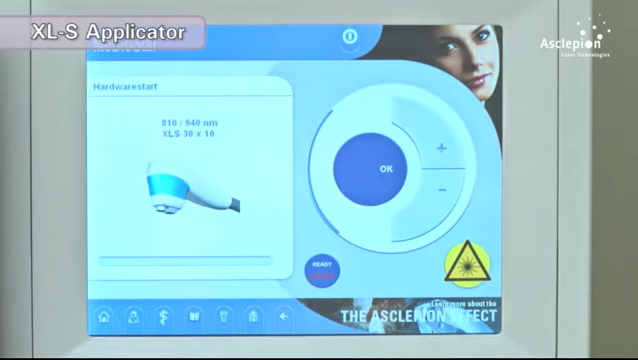 XL-S Applicator
Asclepion
Laser Technologies
Hardwarestart
810 / 940 nm
XLS 30 x 10
OK
+
-
READY
Learn more about the
THE ASCLEPION EFFECT